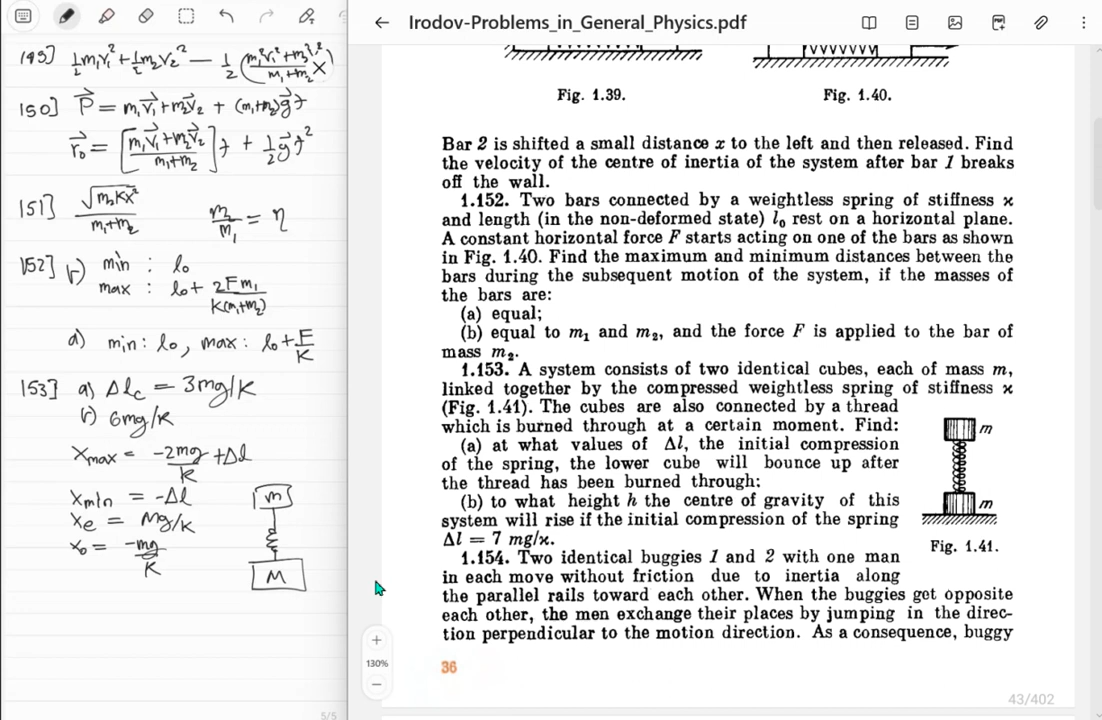 149] ½m₁v₁² + ½m₂v₂² —
150] P⃗ = m₁v⃗₁ + m₂v⃗₂ + (m₁+m₂)g⃗t
r⃗₀ = [m₁v⃗₁ + m₂v⃗₂ / m₁+m₂]t + ½g⃗t²
151] √m₂Kx² / m₁+m₂ m₂/m₁ = η
152] b) min : l₀
max : l₀ + 2Fm₁ / K(m₁+m₂)
a) min: l₀, max: l₀ + F/K
153] a) Δl_c = 3mg/K
b) 6mg/K
x_max = -2mg/K + Δl
x_min = -Δl
x_e = Mg/K
x₀ = -mg/K
m
M
5/5
Irodov-Problems_in_General_Physics.pdf
Fig. 1.39. Fig. 1.40.
Bar 2 is shifted a small distance x to the left and then released. Find
the velocity of the centre of inertia of the system after bar 1 breaks
off the wall.
1.152. Two bars connected by a weightless spring of stiffness ϰ
and length (in the non-deformed state) l₀ rest on a horizontal plane.
A constant horizontal force F starts acting on one of the bars as shown
in Fig. 1.40. Find the maximum and minimum distances between the
bars during the subsequent motion of the system, if the masses of
the bars are:
(a) equal;
(b) equal to m₁ and m₂, and the force F is applied to the bar of
mass m₂.
1.153. A system consists of two identical cubes, each of mass m,
linked together by the compressed weightless spring of stiffness ϰ
(Fig. 1.41). The cubes are also connected by a thread
which is burned through at a certain moment. Find:
(a) at what values of Δl, the initial compression
of the spring, the lower cube will bounce up after
the thread has been burned through:
(b) to what height h the centre of gravity of this
system will rise if the initial compression of the spring
Δl = 7 mg/ϰ.
m
m
Fig. 1.41.
1.154. Two identical buggies 1 and 2 with one man
in each move without friction due to inertia along
the parallel rails toward each other. When the buggies get opposite
each other, the men exchange their places by jumping in the direc-
tion perpendicular to the motion direction. As a consequence, buggy
36
130%
43/402